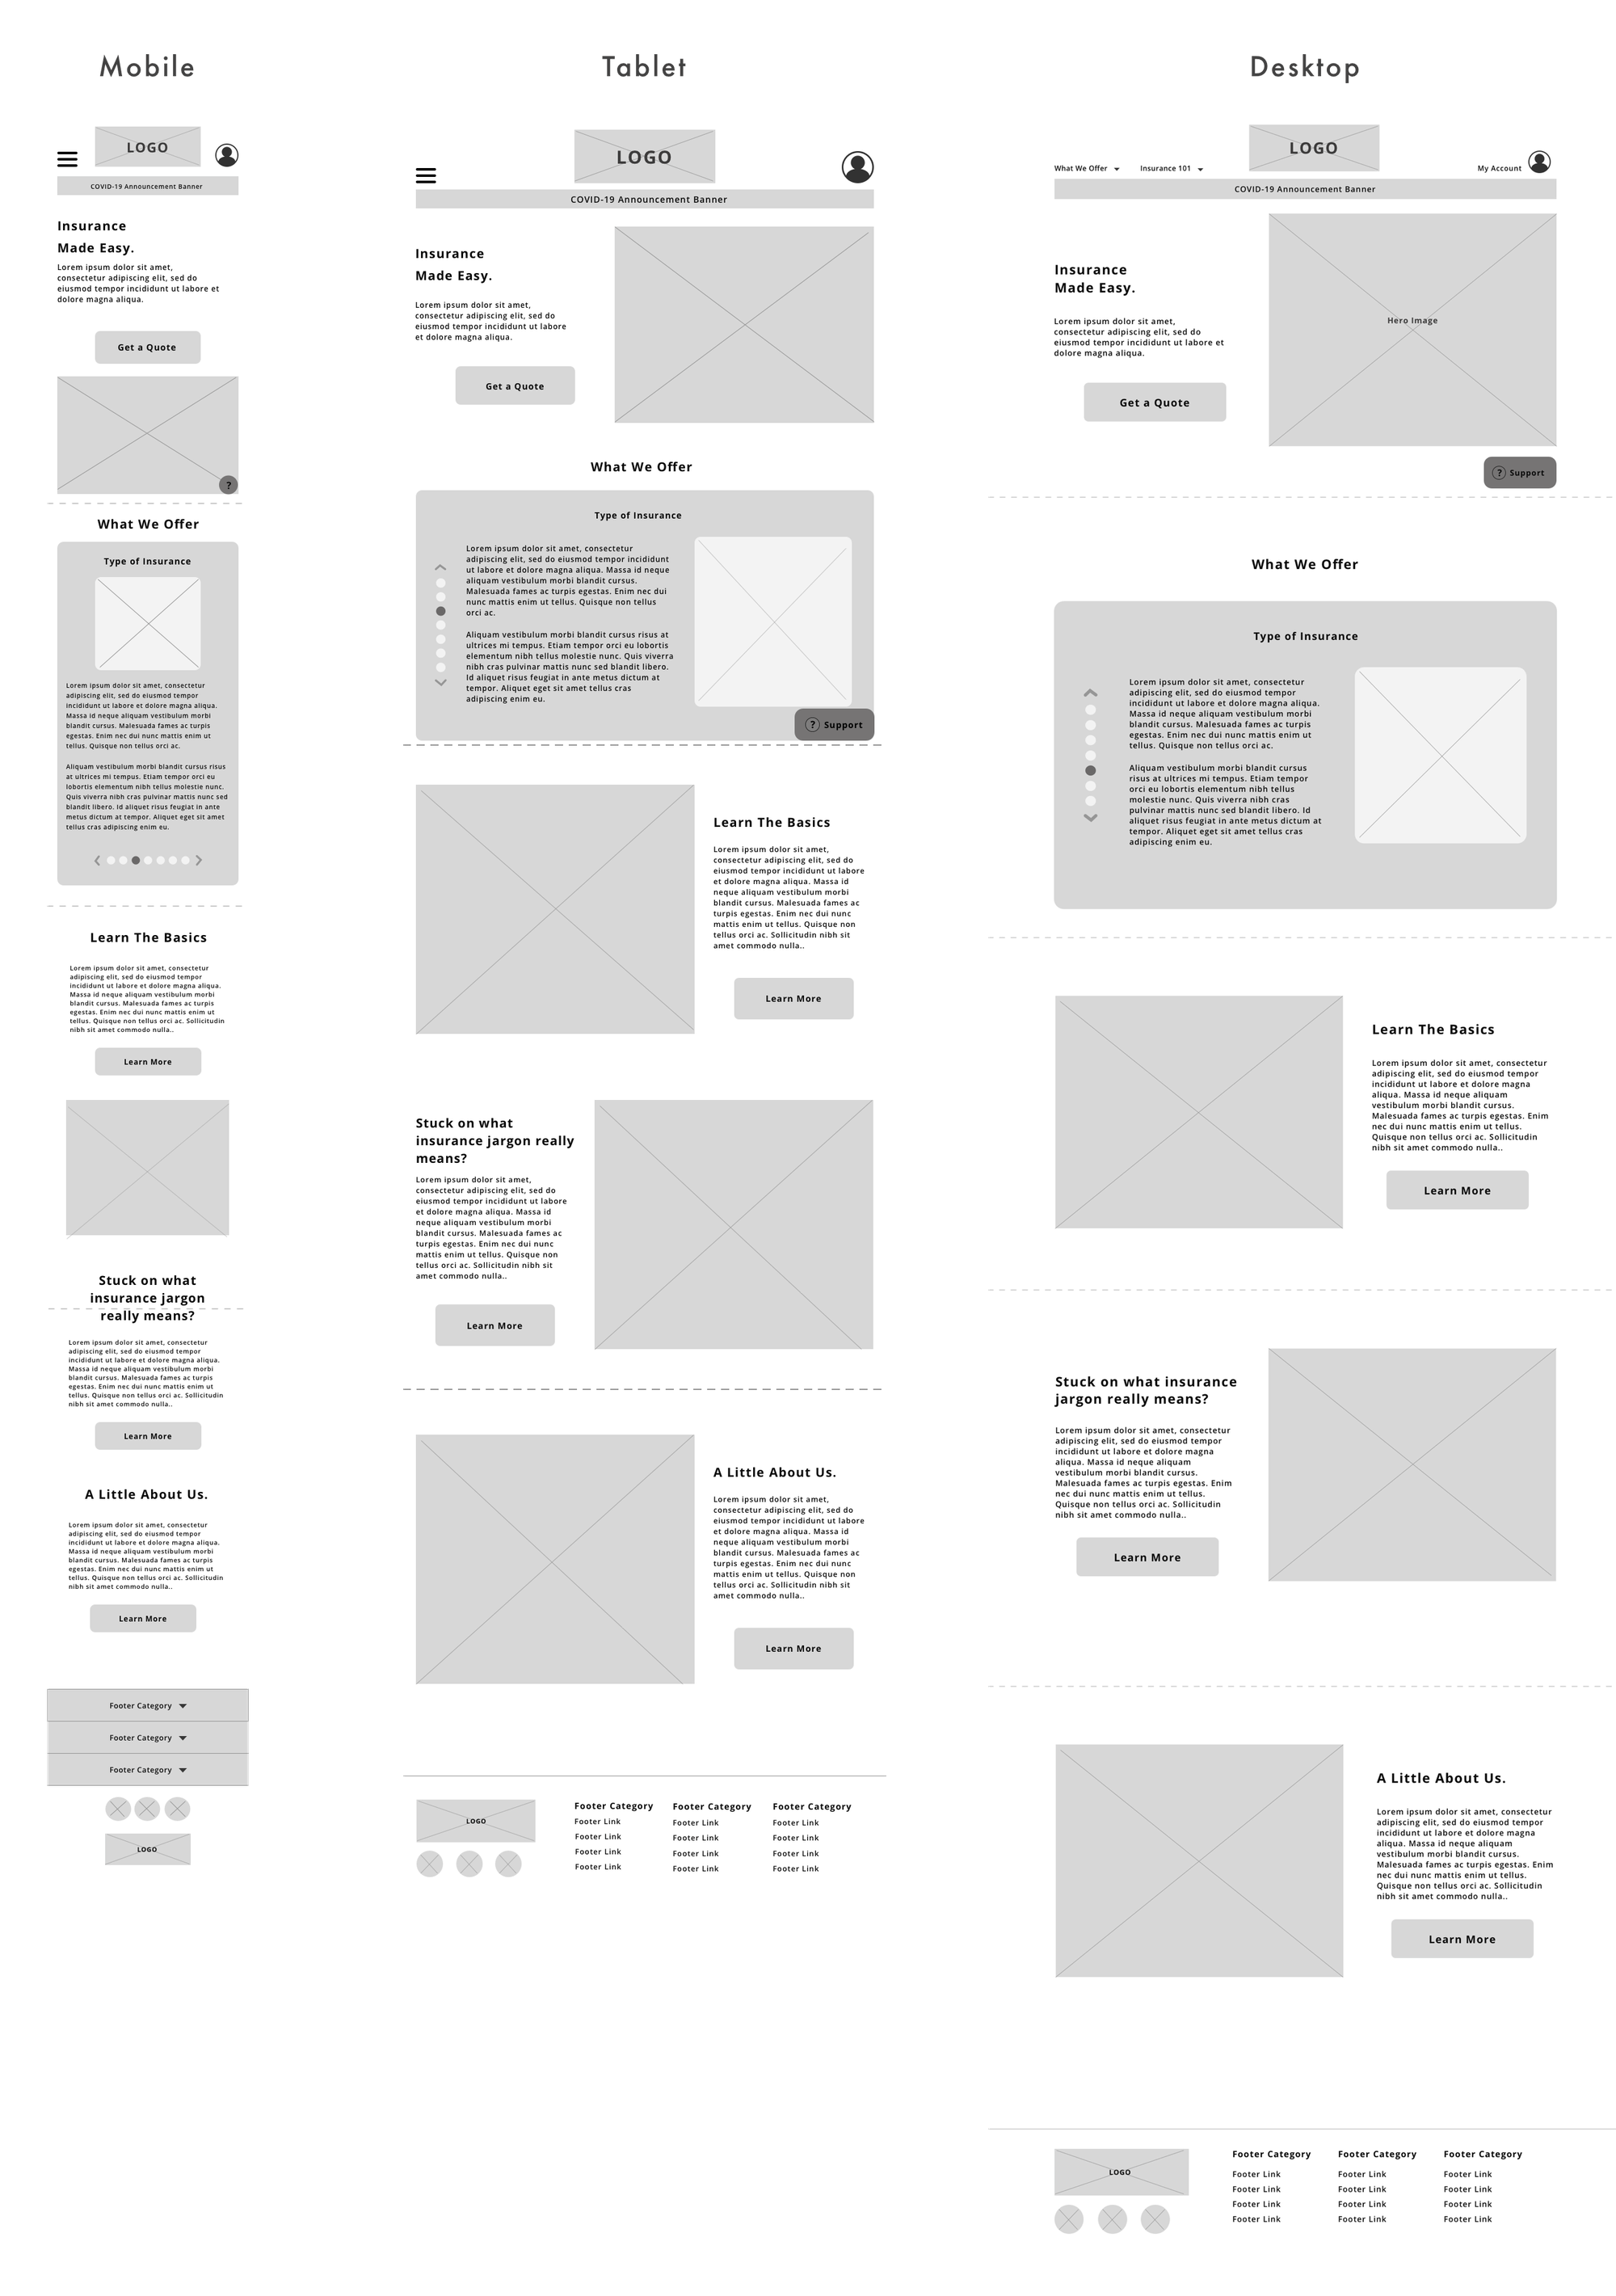 Mobile
LOGO
COVID-19 Announcement Banner
Insurance
Made Easy.
Lorem ipsum dolor sit amet,
consectetur adipiscing elit, sed do
eiusmod tempor incididunt ut labore et
dolore magna aliqua.
Get a Quote
?
What We Offer
Type of Insurance
Lorem ipsum dolor sit amet, consectetur
adipiscing elit, sed do eiusmod tempor
incididunt ut labore et dolore magna aliqua.
Massa id neque aliquam vestibulum morbi
blandit cursus. Malesuada fames ac turpis
egestas. Enim nec dui nunc mattis enim ut
tellus. Quisque non tellus orci ac.
Aliquam vestibulum morbi blandit cursus risus
at ultrices mi tempus. Etiam tempor orci eu
lobortis elementum nibh tellus molestie nunc.
Quis viverra nibh cras pulvinar mattis nunc sed
blandit libero. Id aliquet risus feugiat in ante
metus dictum at tempor. Aliquet eget sit amet
tellus cras adipiscing enim eu.
Learn The Basics
Lorem ipsum dolor sit amet, consectetur
adipiscing elit, sed do eiusmod tempor
incididunt ut labore et dolore magna aliqua.
Massa id neque aliquam vestibulum morbi
blandit cursus. Malesuada fames ac turpis
egestas. Enim nec dui nunc mattis enim ut
tellus. Quisque non tellus orci ac. Sollicitudin
nibh sit amet commodo nulla..
Learn More
Stuck on what
insurance jargon
really means?
Lorem ipsum dolor sit amet, consectetur
adipiscing elit, sed do eiusmod tempor
incididunt ut labore et dolore magna aliqua.
Massa id neque aliquam vestibulum morbi
blandit cursus. Malesuada fames ac turpis
egestas. Enim nec dui nunc mattis enim ut
tellus. Quisque non tellus orci ac. Sollicitudin
nibh sit amet commodo nulla..
Learn More
A Little About Us.
Lorem ipsum dolor sit amet, consectetur
adipiscing elit, sed do eiusmod tempor
incididunt ut labore et dolore magna aliqua.
Massa id neque aliquam vestibulum morbi
blandit cursus. Malesuada fames ac turpis
egestas. Enim nec dui nunc mattis enim ut
tellus. Quisque non tellus orci ac. Sollicitudin
nibh sit amet commodo nulla..
Learn More
Footer Category
Footer Category
Footer Category
LOGO
Tablet
LOGO
COVID-19 Announcement Banner
Insurance
Made Easy.
Lorem ipsum dolor sit amet,
consectetur adipiscing elit, sed do
eiusmod tempor incididunt ut labore
et dolore magna aliqua.
Get a Quote
What We Offer
Type of Insurance
Lorem ipsum dolor sit amet, consectetur
adipiscing elit, sed do eiusmod tempor incididunt
ut labore et dolore magna aliqua. Massa id neque
aliquam vestibulum morbi blandit cursus.
Malesuada fames ac turpis egestas. Enim nec dui
nunc mattis enim ut tellus. Quisque non tellus
orci ac.
Aliquam vestibulum morbi blandit cursus risus at
ultrices mi tempus. Etiam tempor orci eu lobortis
elementum nibh tellus molestie nunc. Quis viverra
nibh cras pulvinar mattis nunc sed blandit libero.
Id aliquet risus feugiat in ante metus dictum at
tempor. Aliquet eget sit amet tellus cras
adipiscing enim eu.
? Support
Learn The Basics
Lorem ipsum dolor sit amet,
consectetur adipiscing elit, sed do
eiusmod tempor incididunt ut labore
et dolore magna aliqua. Massa id
neque aliquam vestibulum morbi
blandit cursus. Malesuada fames ac
turpis egestas. Enim nec dui nunc
mattis enim ut tellus. Quisque non
tellus orci ac. Sollicitudin nibh sit
amet commodo nulla..
Learn More
Stuck on what
insurance jargon really
means?
Lorem ipsum dolor sit amet,
consectetur adipiscing elit, sed do
eiusmod tempor incididunt ut labore
et dolore magna aliqua. Massa id
neque aliquam vestibulum morbi
blandit cursus. Malesuada fames ac
turpis egestas. Enim nec dui nunc
mattis enim ut tellus. Quisque non
tellus orci ac. Sollicitudin nibh sit
amet commodo nulla..
Learn More
A Little About Us.
Lorem ipsum dolor sit amet,
consectetur adipiscing elit, sed do
eiusmod tempor incididunt ut labore
et dolore magna aliqua. Massa id
neque aliquam vestibulum morbi
blandit cursus. Malesuada fames ac
turpis egestas. Enim nec dui nunc
mattis enim ut tellus. Quisque non
tellus orci ac. Sollicitudin nibh sit
amet commodo nulla..
Learn More
LOGO
Footer Category
Footer Link
Footer Link
Footer Link
Footer Link
Footer Category
Footer Link
Footer Link
Footer Link
Footer Link
Footer Category
Footer Link
Footer Link
Footer Link
Footer Link
Desktop
What We Offer
Insurance 101
LOGO
My Account
COVID-19 Announcement Banner
Insurance
Made Easy.
Lorem ipsum dolor sit amet,
consectetur adipiscing elit, sed do
eiusmod tempor incididunt ut labore et
dolore magna aliqua.
Get a Quote
Hero Image
? Support
What We Offer
Type of Insurance
Lorem ipsum dolor sit amet, consectetur
adipiscing elit, sed do eiusmod tempor
incididunt ut labore et dolore magna aliqua.
Massa id neque aliquam vestibulum morbi
blandit cursus. Malesuada fames ac turpis
egestas. Enim nec dui nunc mattis enim ut
tellus. Quisque non tellus orci ac.
Aliquam vestibulum morbi blandit cursus
risus at ultrices mi tempus. Etiam tempor
orci eu lobortis elementum nibh tellus
molestie nunc. Quis viverra nibh cras
pulvinar mattis nunc sed blandit libero. Id
aliquet risus feugiat in ante metus dictum at
tempor. Aliquet eget sit amet tellus cras
adipiscing enim eu.
Learn The Basics
Lorem ipsum dolor sit amet, consectetur
adipiscing elit, sed do eiusmod tempor
incididunt ut labore et dolore magna
aliqua. Massa id neque aliquam
vestibulum morbi blandit cursus.
Malesuada fames ac turpis egestas. Enim
nec dui nunc mattis enim ut tellus.
Quisque non tellus orci ac. Sollicitudin
nibh sit amet commodo nulla..
Learn More
Stuck on what insurance
jargon really means?
Lorem ipsum dolor sit amet, consectetur
adipiscing elit, sed do eiusmod tempor
incididunt ut labore et dolore magna
aliqua. Massa id neque aliquam
vestibulum morbi blandit cursus.
Malesuada fames ac turpis egestas. Enim
nec dui nunc mattis enim ut tellus.
Quisque non tellus orci ac. Sollicitudin
nibh sit amet commodo nulla..
Learn More
A Little About Us.
Lorem ipsum dolor sit amet, consectetur
adipiscing elit, sed do eiusmod tempor
incididunt ut labore et dolore magna
aliqua. Massa id neque aliquam
vestibulum morbi blandit cursus.
Malesuada fames ac turpis egestas. Enim
nec dui nunc mattis enim ut tellus.
Quisque non tellus orci ac. Sollicitudin
nibh sit amet commodo nulla..
Learn More
LOGO
Footer Category
Footer Link
Footer Link
Footer Link
Footer Link
Footer Category
Footer Link
Footer Link
Footer Link
Footer Link
Footer Category
Footer Link
Footer Link
Footer Link
Footer Link